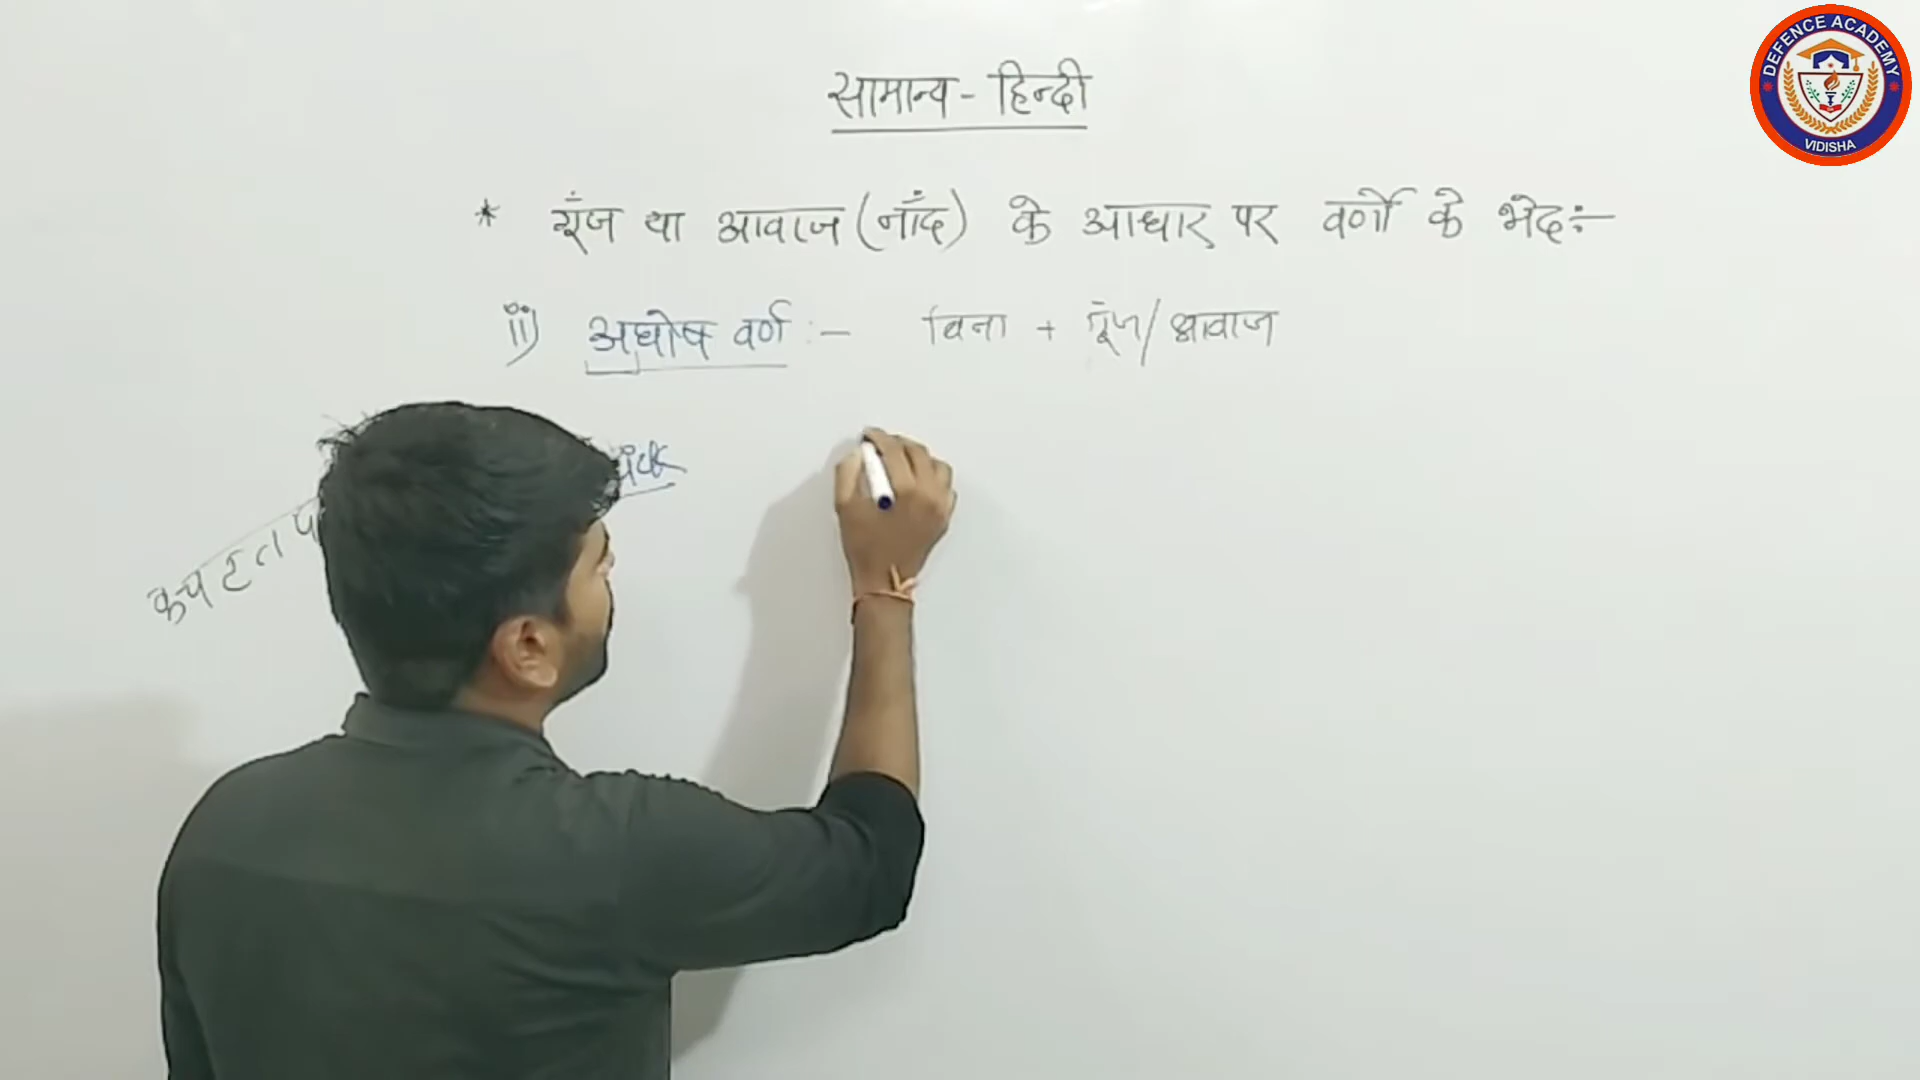 सामान्य - हिन्दी
* गूँज या आवाज (नाँद) के आधार पर वर्णों के भेद :-
ii) अघोष वर्ण :- बिना + गूंज/आवाज
क च ट त प
DEFENCE ACADEMY
VIDISHA